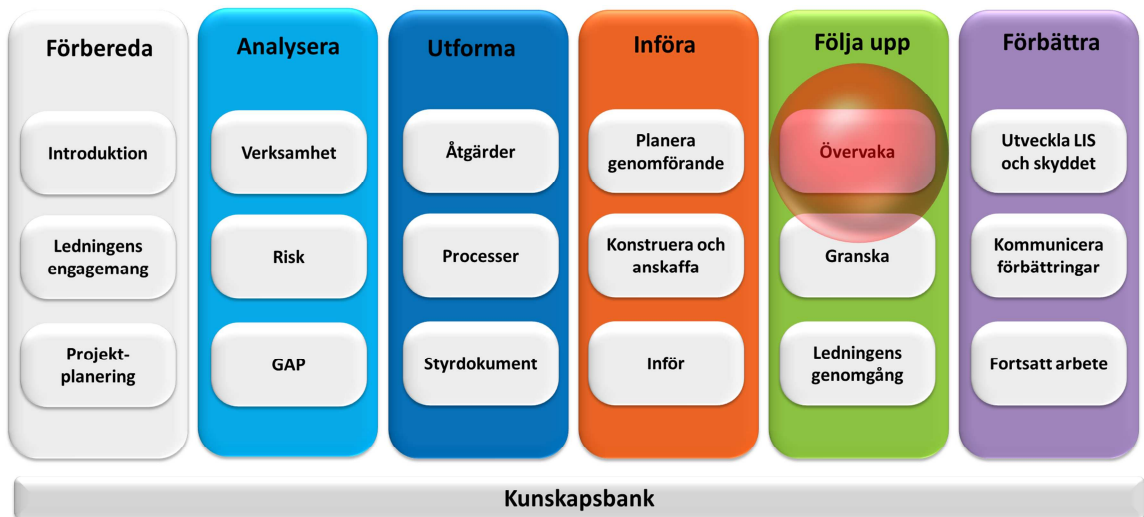 Förbereda
Introduktion
Ledningens
engagemang
Projekt-
planering
Analysera
Verksamhet
Risk
GAP
Utforma
Åtgärder
Processer
Styrdokument
Införa
Planera
genomförande
Konstruera och
anskaffa
Inför
Följa upp
Övervaka
Granska
Ledningens
genomgång
Förbättra
Utveckla LIS
och skyddet
Kommunicera
förbättringar
Fortsatt arbete
Kunskapsbank